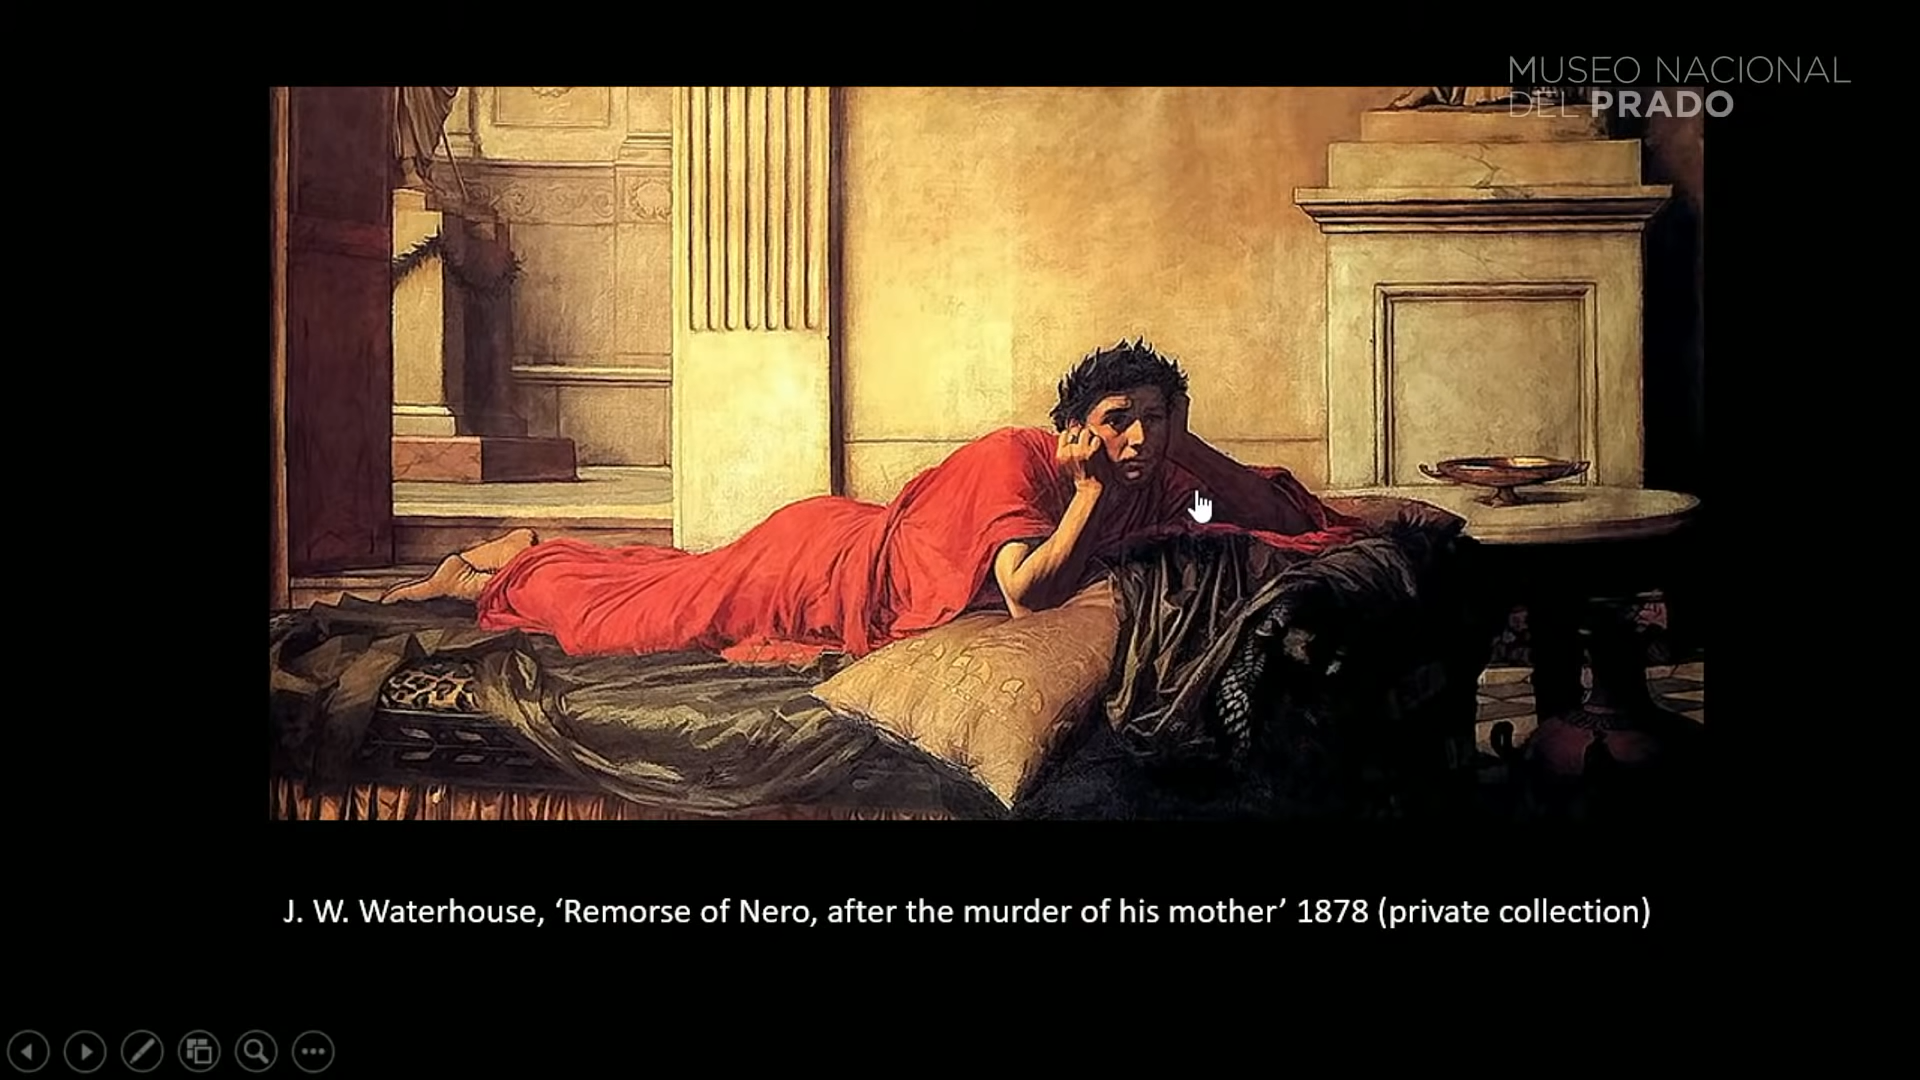 MUSEO NACIONAL
DEL PRADO
J. W. Waterhouse, ‘Remorse of Nero, after the murder of his mother’ 1878 (private collection)